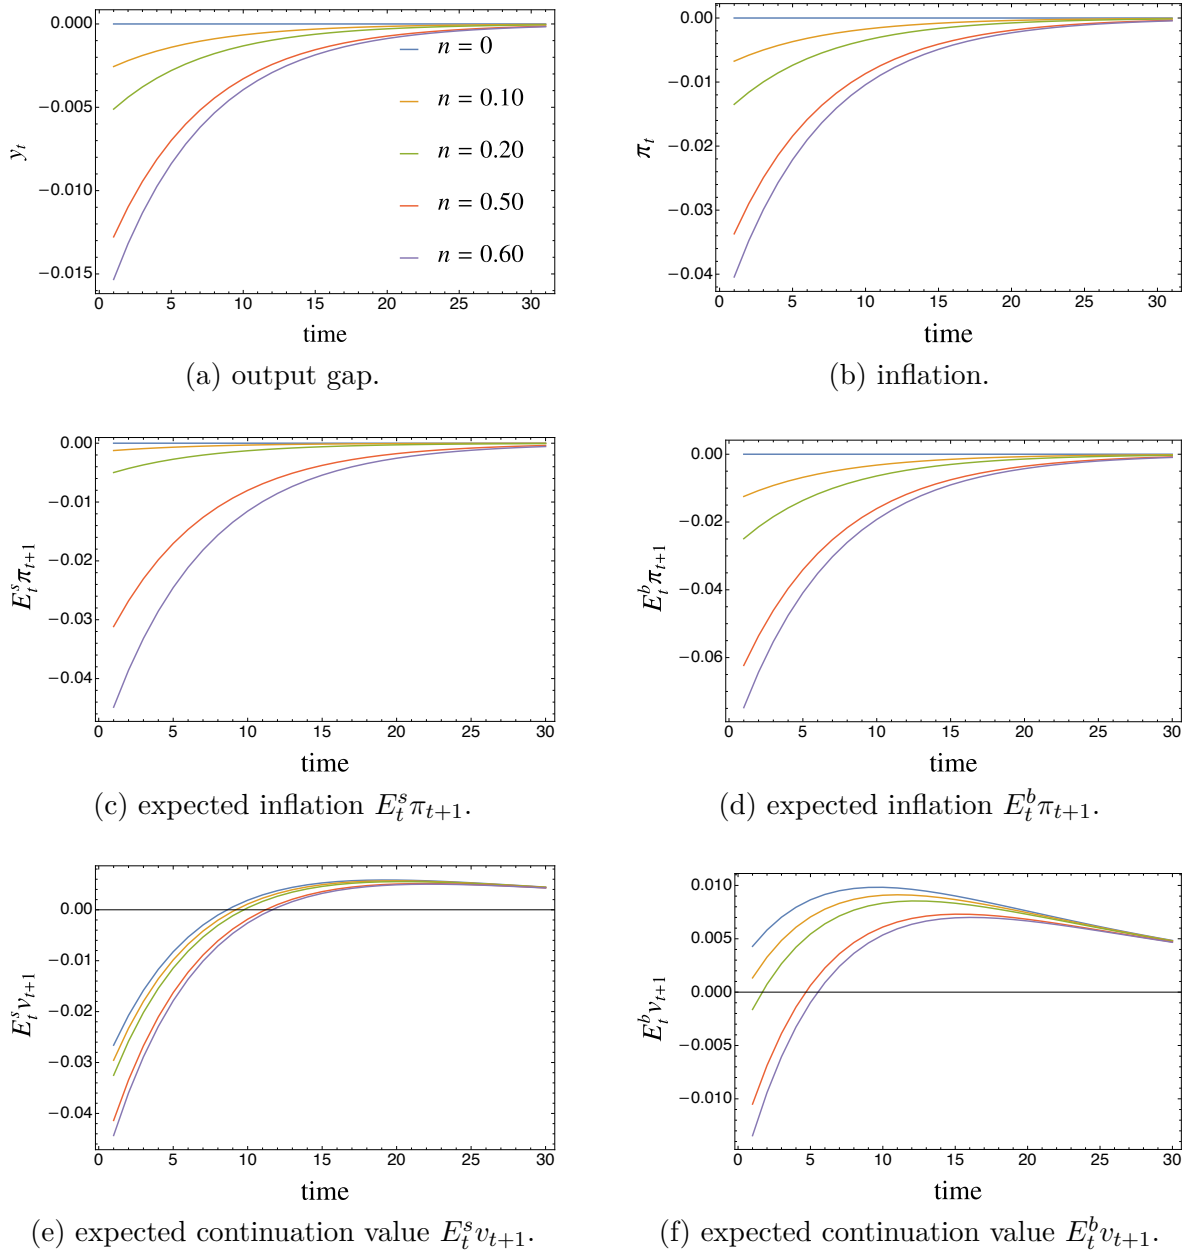 0.000
−0.005
−0.010
−0.015
y_t
n = 0
n = 0.10
n = 0.20
n = 0.50
n = 0.60
0 5 10 15 20 25 30
time
(a) output gap.
0.00
−0.01
−0.02
−0.03
−0.04
π_t
0 5 10 15 20 25 30
time
(b) inflation.
0.00
−0.01
−0.02
−0.03
−0.04
E_t^s π_{t+1}
0 5 10 15 20 25 30
time
(c) expected inflation E_t^s π_{t+1}.
0.00
−0.02
−0.04
−0.06
E_t^b π_{t+1}
0 5 10 15 20 25 30
time
(d) expected inflation E_t^b π_{t+1}.
0.00
−0.01
−0.02
−0.03
−0.04
E_t^s v_{t+1}
0 5 10 15 20 25 30
time
(e) expected continuation value E_t^s v_{t+1}.
0.010
0.005
0.000
−0.005
−0.010
E_t^b v_{t+1}
0 5 10 15 20 25 30
time
(f) expected continuation value E_t^b v_{t+1}.